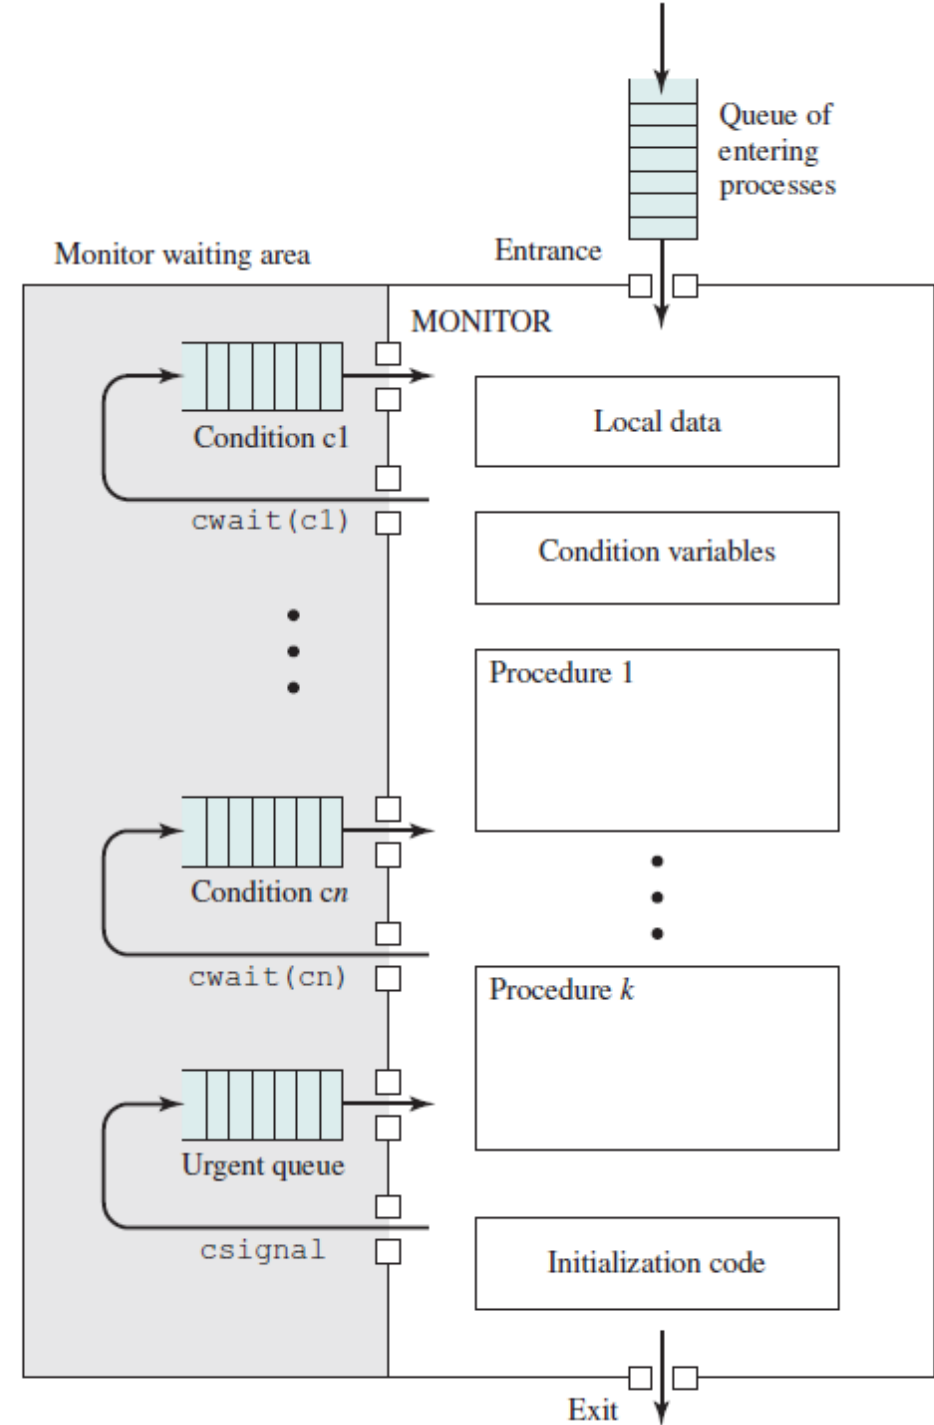 Queue of
entering
processes
Entrance
Monitor waiting area
MONITOR
Condition c1
cwait(c1)
Local data
Condition variables
Procedure 1
Condition cn
cwait(cn)
Procedure k
Urgent queue
csignal
Initialization code
Exit